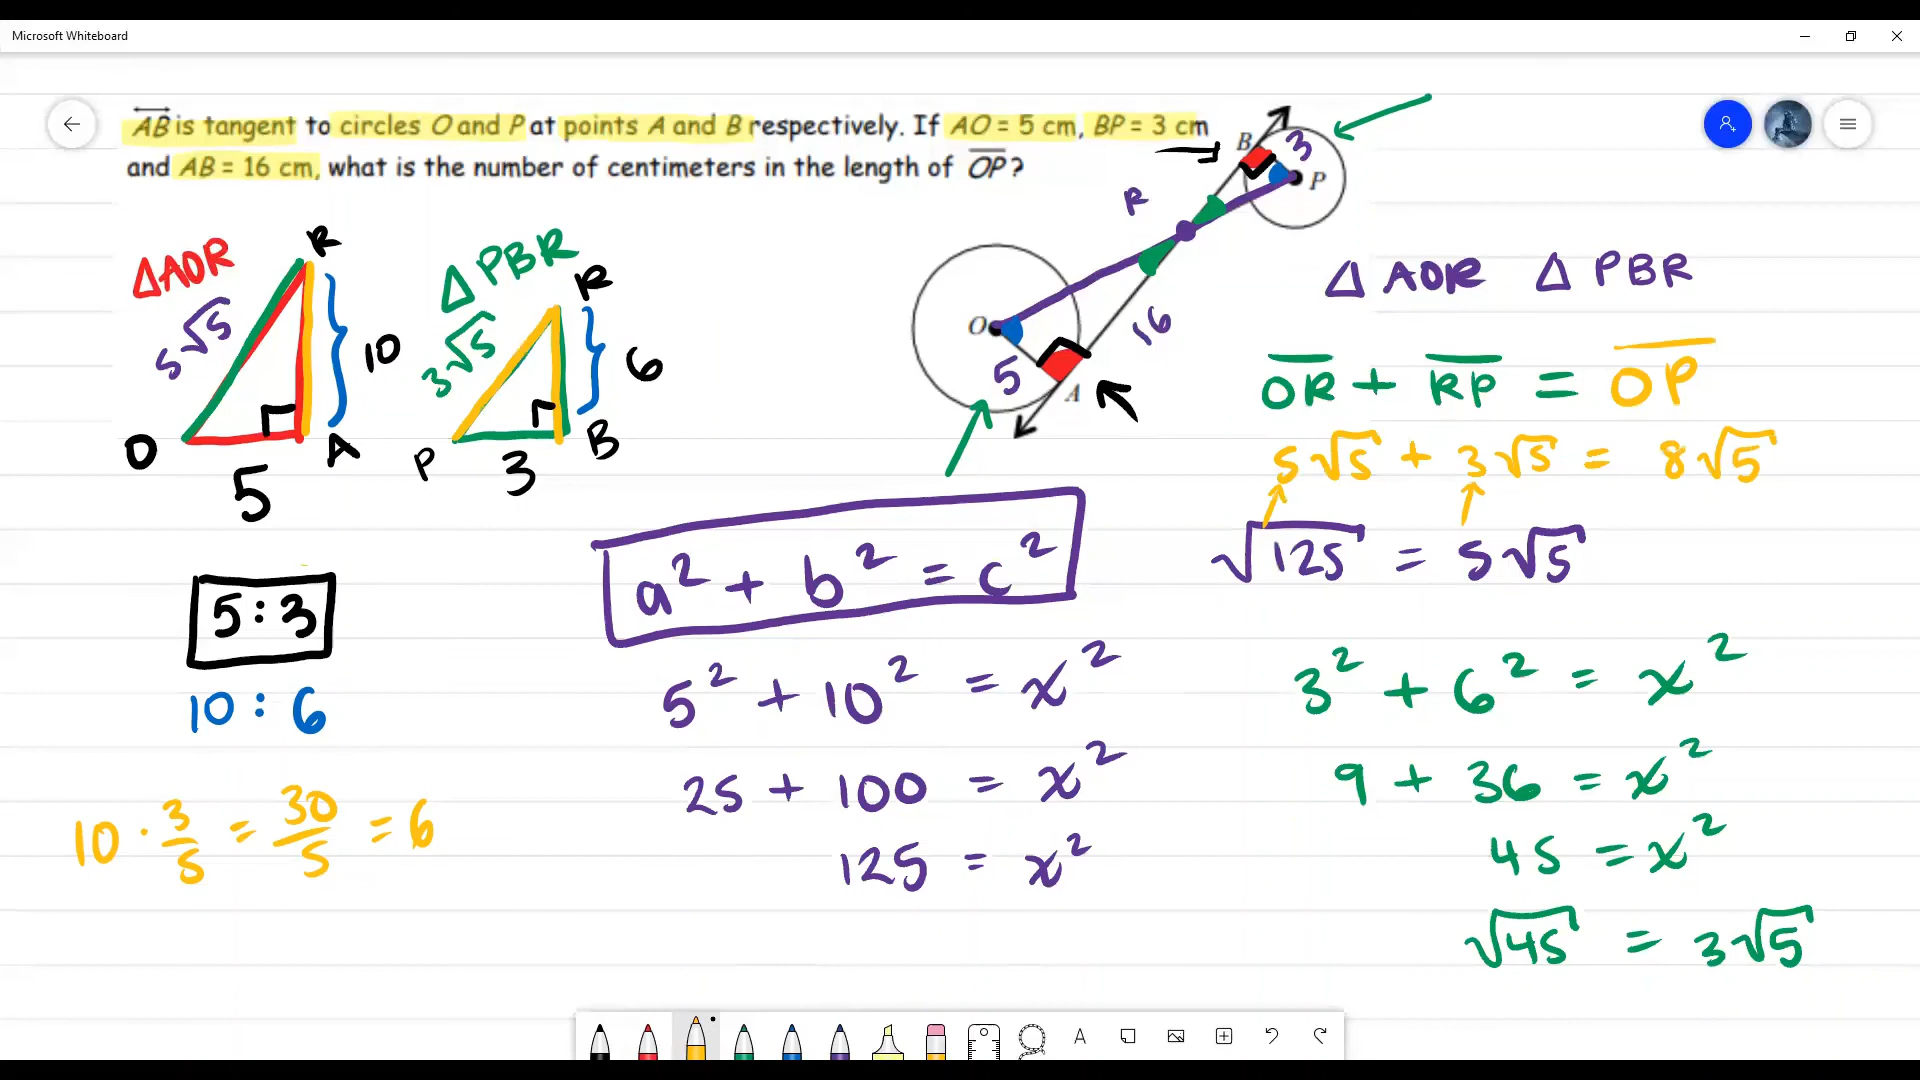 Microsoft Whiteboard
AB is tangent to circles O and P at points A and B respectively. If AO = 5 cm, BP = 3 cm
and AB = 16 cm, what is the number of centimeters in the length of OP?
B
3
P
R
O
5
16
A
△AOR
R
5√5
10
O
A
5
△PBR
R
3√5
6
P
B
3
△ AOR △ PBR
OR + RP = OP
5√5 + 3√5 = 8√5
√125 = 5√5
5:3
10:6
10 · 3/5 = 30/5 = 6
a² + b² = c²
5² + 10² = x²
25 + 100 = x²
125 = x²
3² + 6² = x²
9 + 36 = x²
45 = x²
√45 = 3√5
A